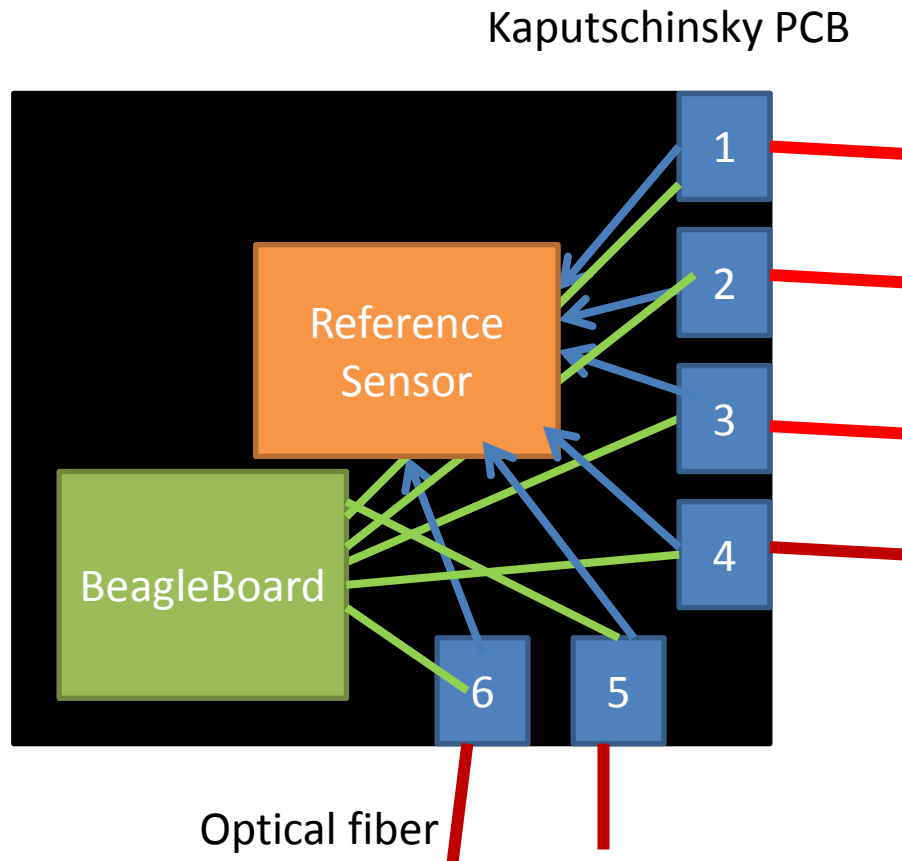 Kaputschinsky PCB
1
2
Reference
Sensor
3
4
BeagleBoard
6
5
Optical fiber